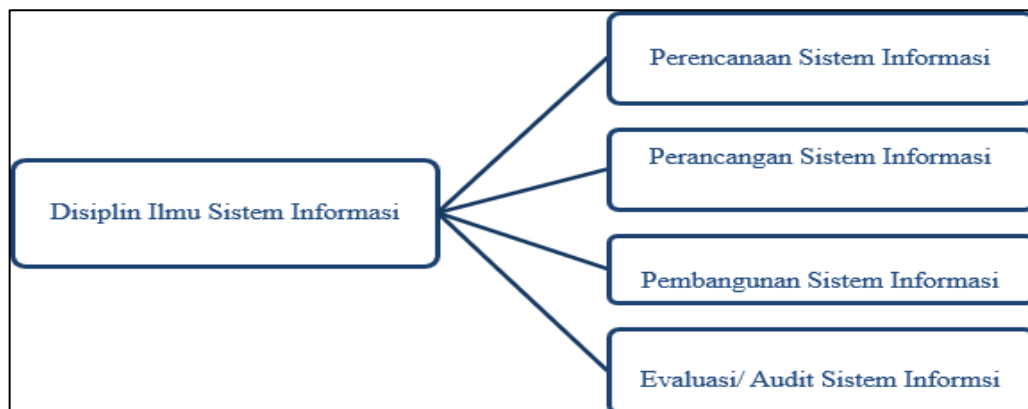 Perencanaan Sistem Informasi
Perancangan Sistem Informasi
Disiplin Ilmu Sistem Informasi
Pembangunan Sistem Informasi
Evaluasi/ Audit Sistem Informsi